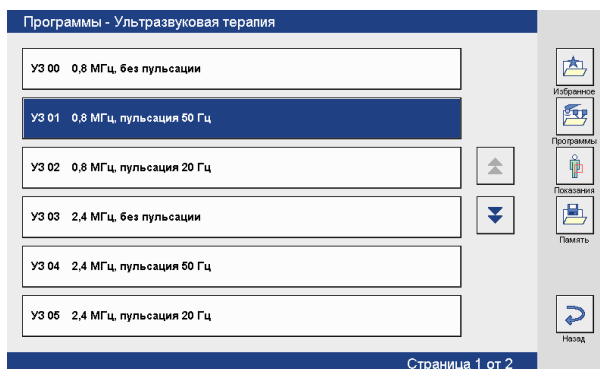 Программы - Ультразвуковая терапия
УЗ 00 0,8 МГц, без пульсации
УЗ 01 0,8 МГц, пульсация 50 Гц
УЗ 02 0,8 МГц, пульсация 20 Гц
УЗ 03 2,4 МГц, без пульсации
УЗ 04 2,4 МГц, пульсация 50 Гц
УЗ 05 2,4 МГц, пульсация 20 Гц
Избранное
Программы
Показания
Память
Назад
Страница 1 от 2